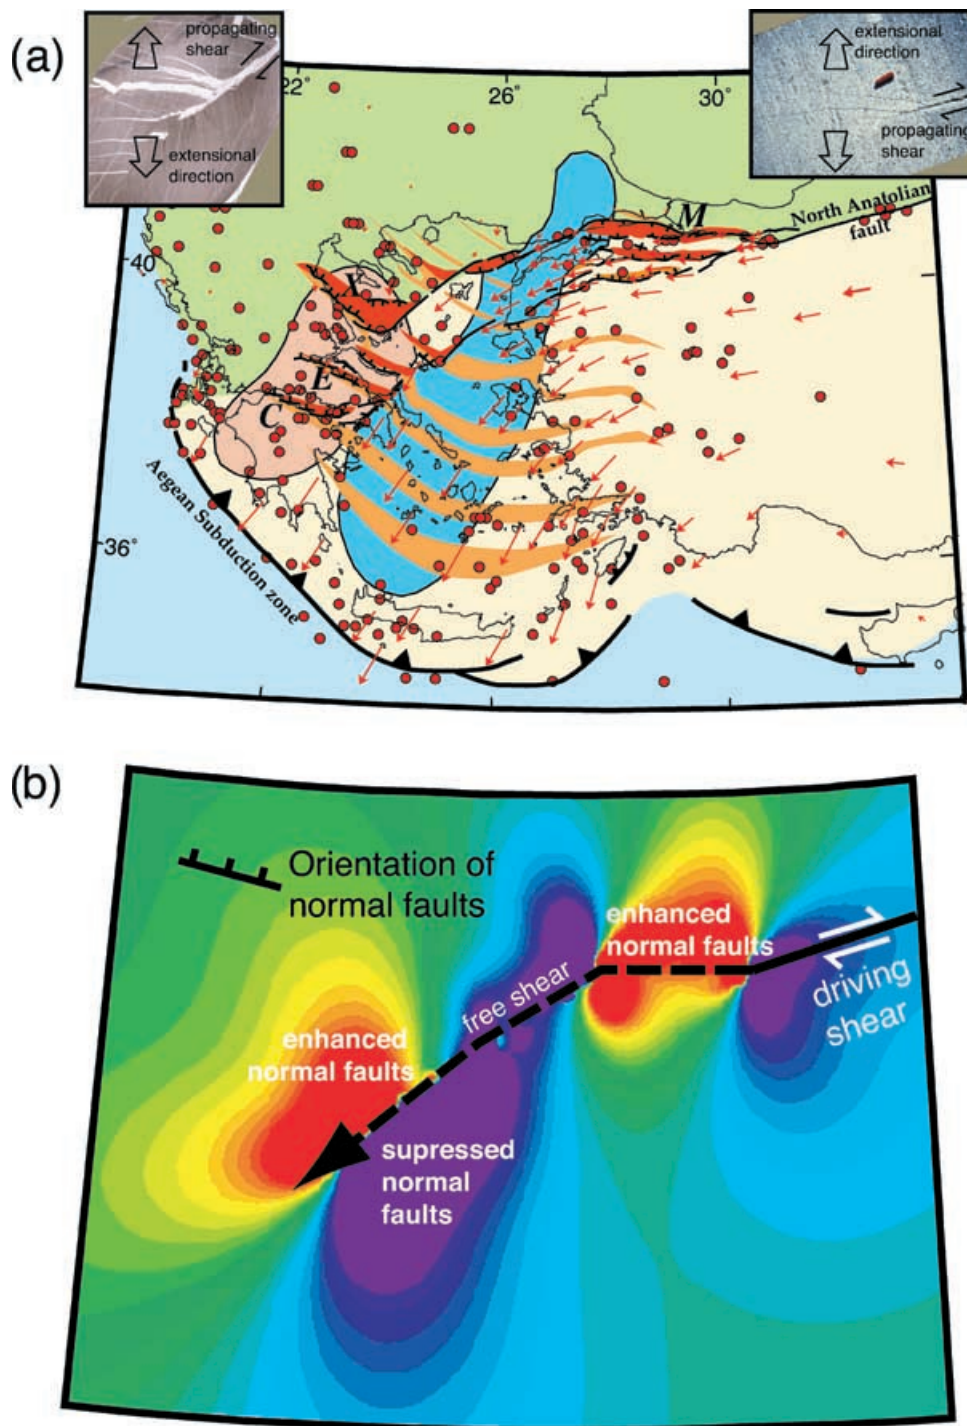 (a)
propagating
shear
extensional
direction
extensional
direction
propagating
shear
22°
26°
30°
40
36°
M
North Anatolian
fault
X
E
C
Aegean Subduction zone
(b)
Orientation of
normal faults
enhanced
normal faults
driving
shear
free shear
enhanced
normal faults
supressed
normal
faults